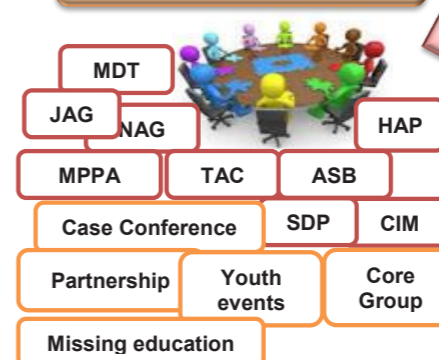 MDT
JAG
NAG
HAP
MPPA
TAC
ASB
Case Conference
SDP
CIM
Partnership
Youth
events
Core
Group
Missing education